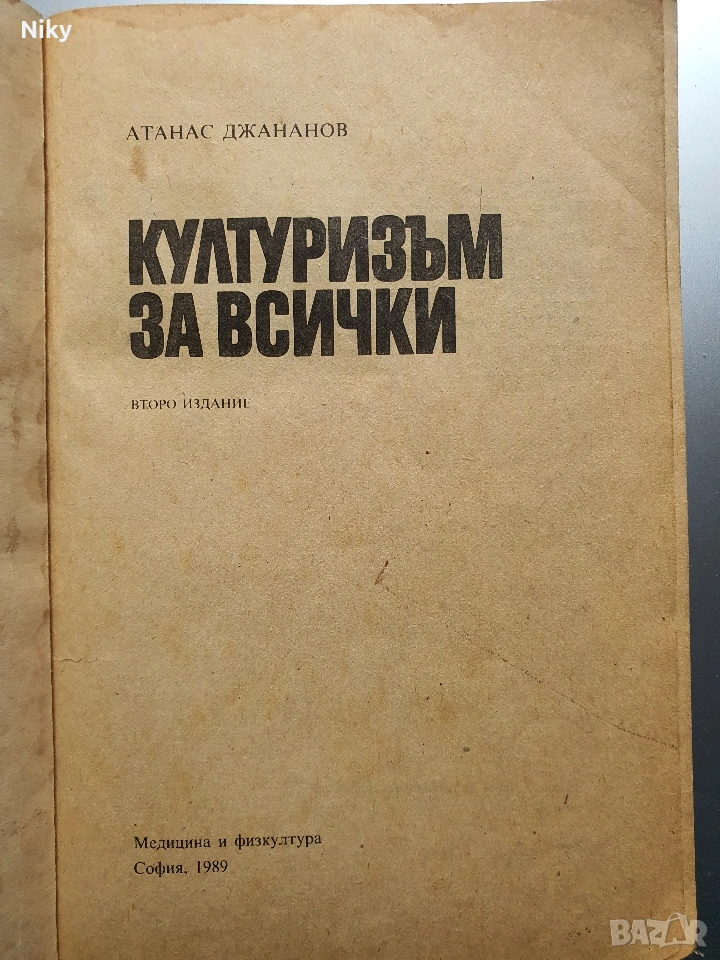 Niky
АТАНАС ДЖАНАНОВ
КУЛТУРИЗЪМ
ЗА ВСИЧКИ
ВТОРО ИЗДАНИЕ
Медицина и физкултура
София, 1989
BAZAR